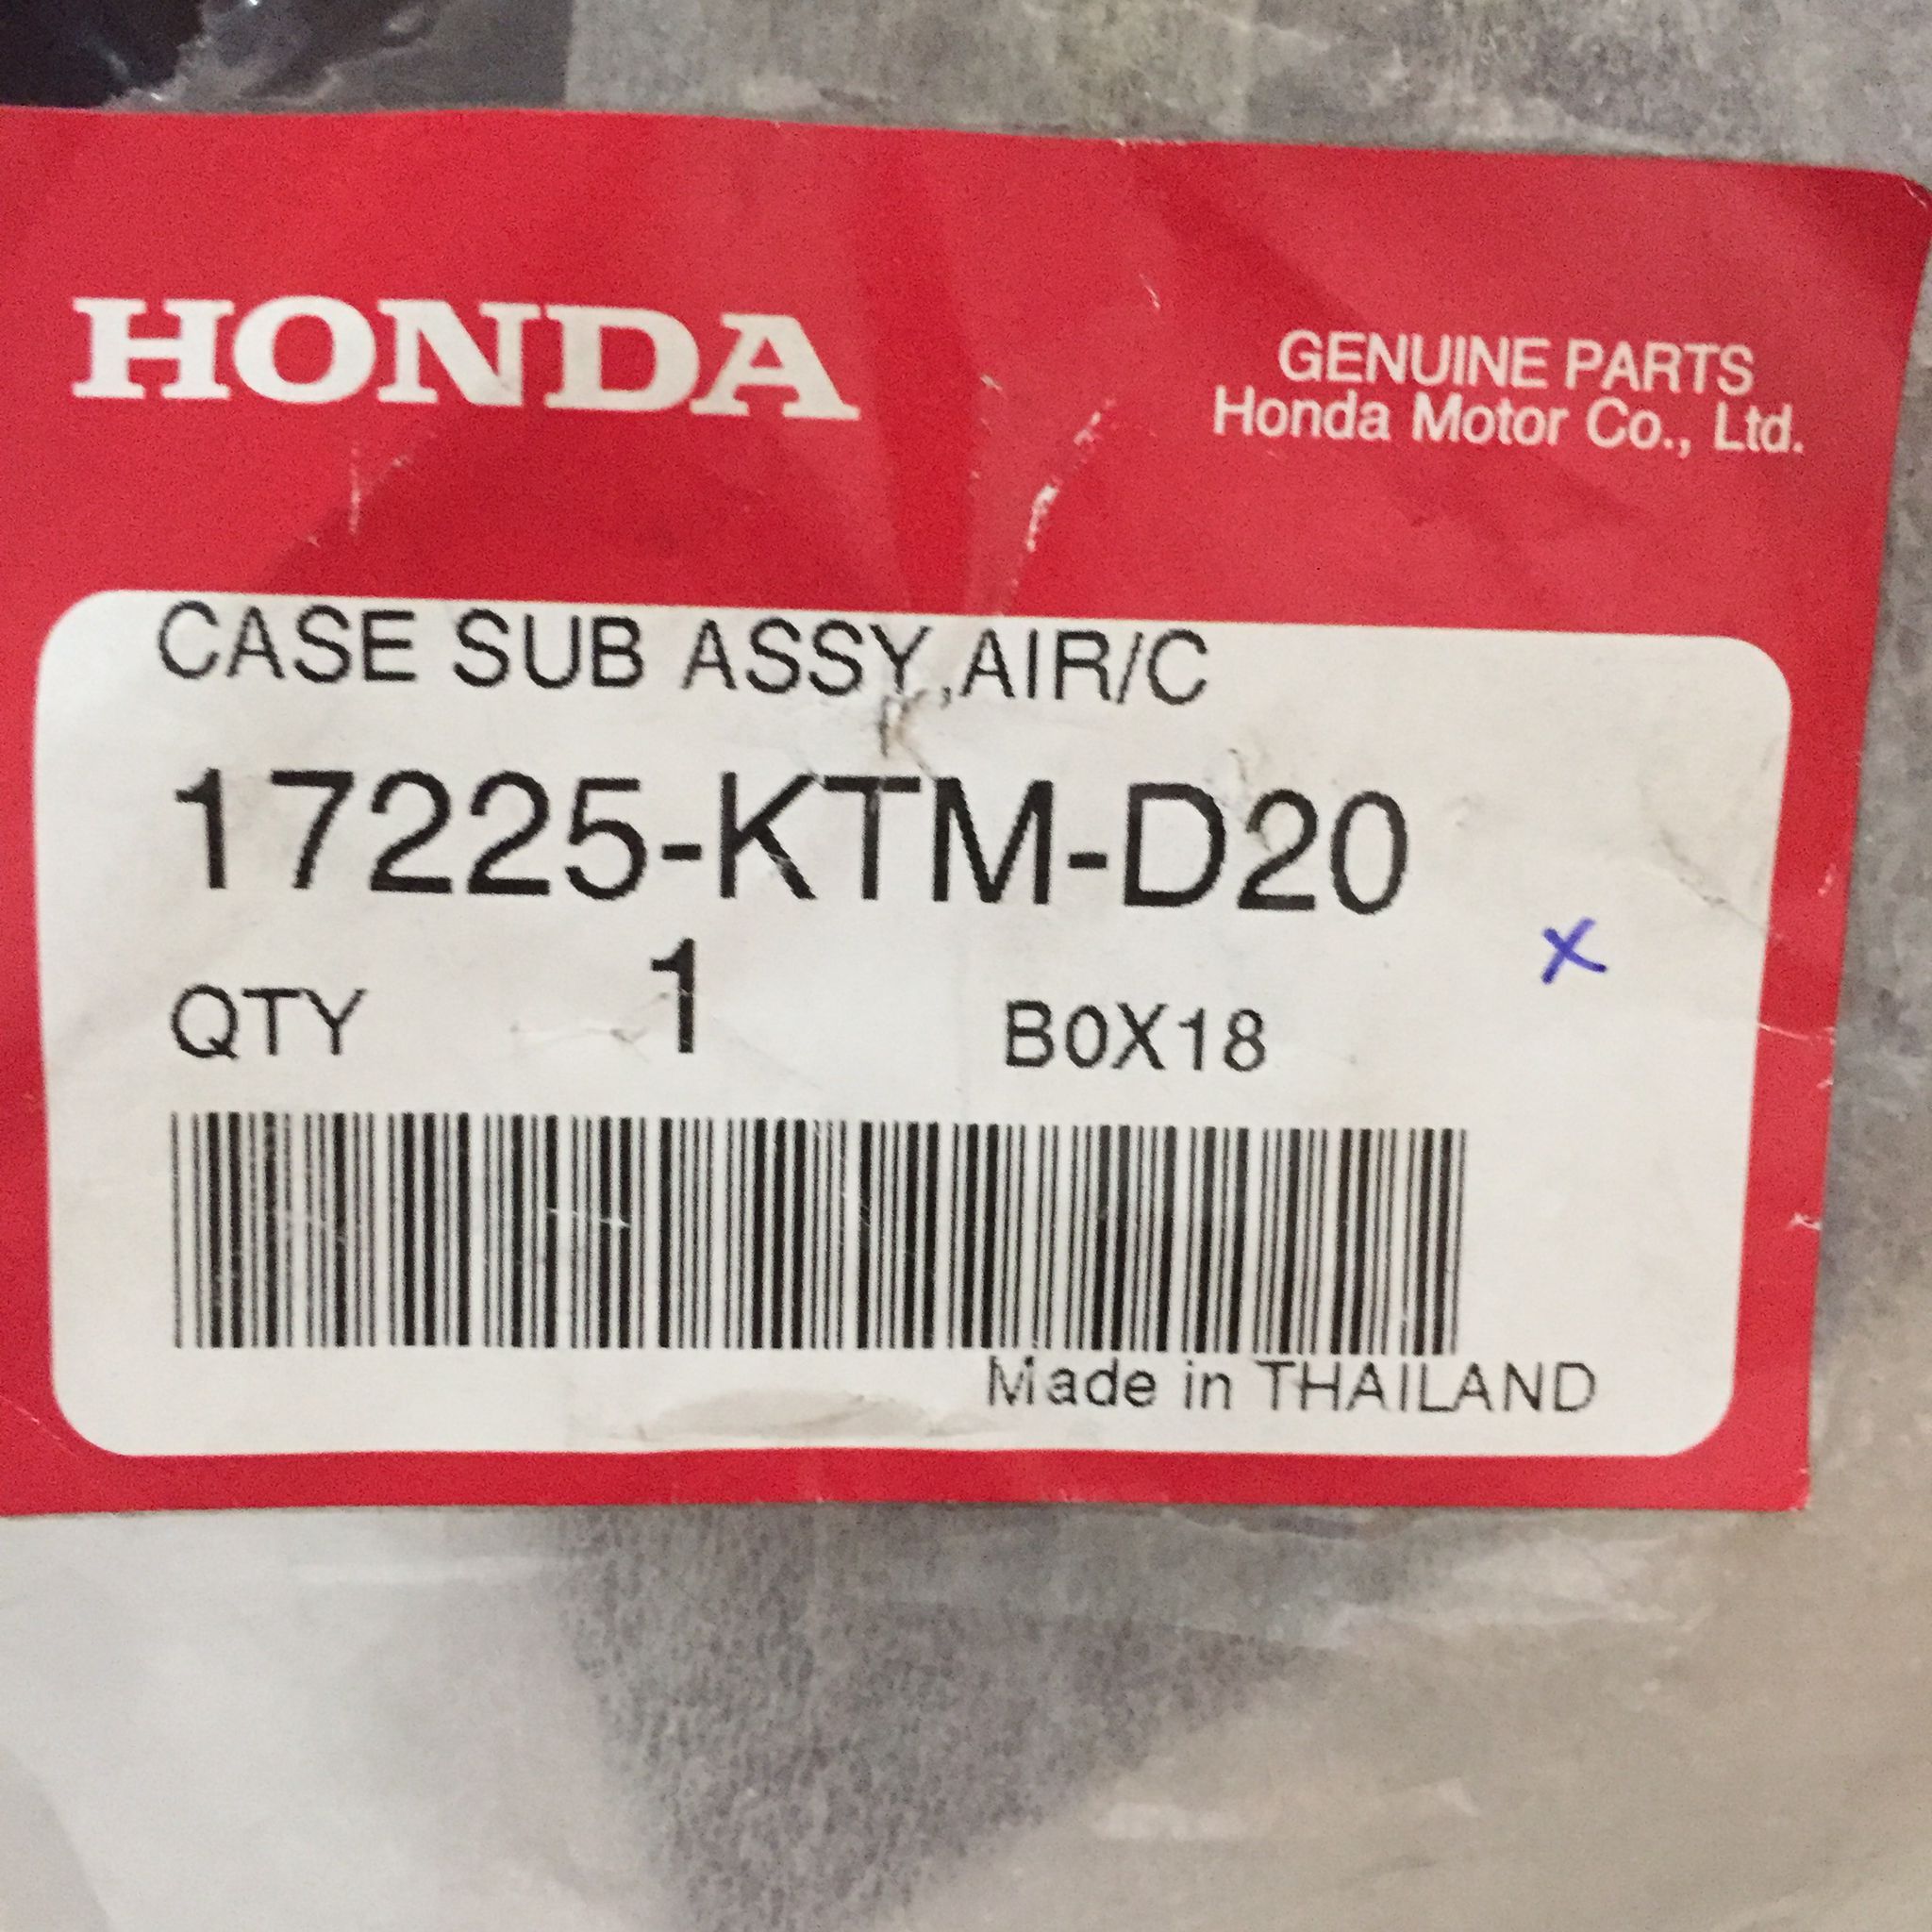 HONDA
GENUINE PARTS
Honda Motor Co., Ltd.
CASE SUB ASSY,AIR/C
17225-KTM-D20
x
QTY 1 B0X18
Made in THAILAND